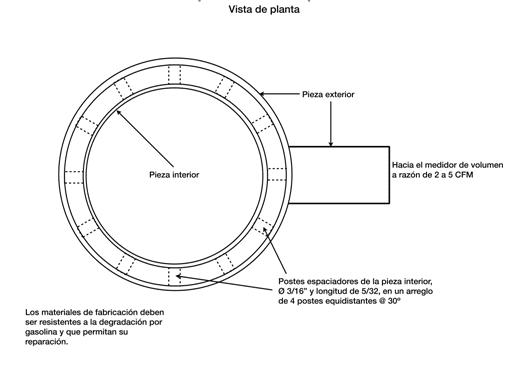 Vista de planta
Pieza exterior
Hacia el medidor de volumen
a razón de 2 a 5 CFM
Pieza interior
Postes espaciadores de la pieza interior,
Ø 3/16” y longitud de 5/32, en un arreglo
de 4 postes equidistantes @ 30º
Los materiales de fabricación deben
ser resistentes a la degradación por
gasolina y que permitan su
reparación.